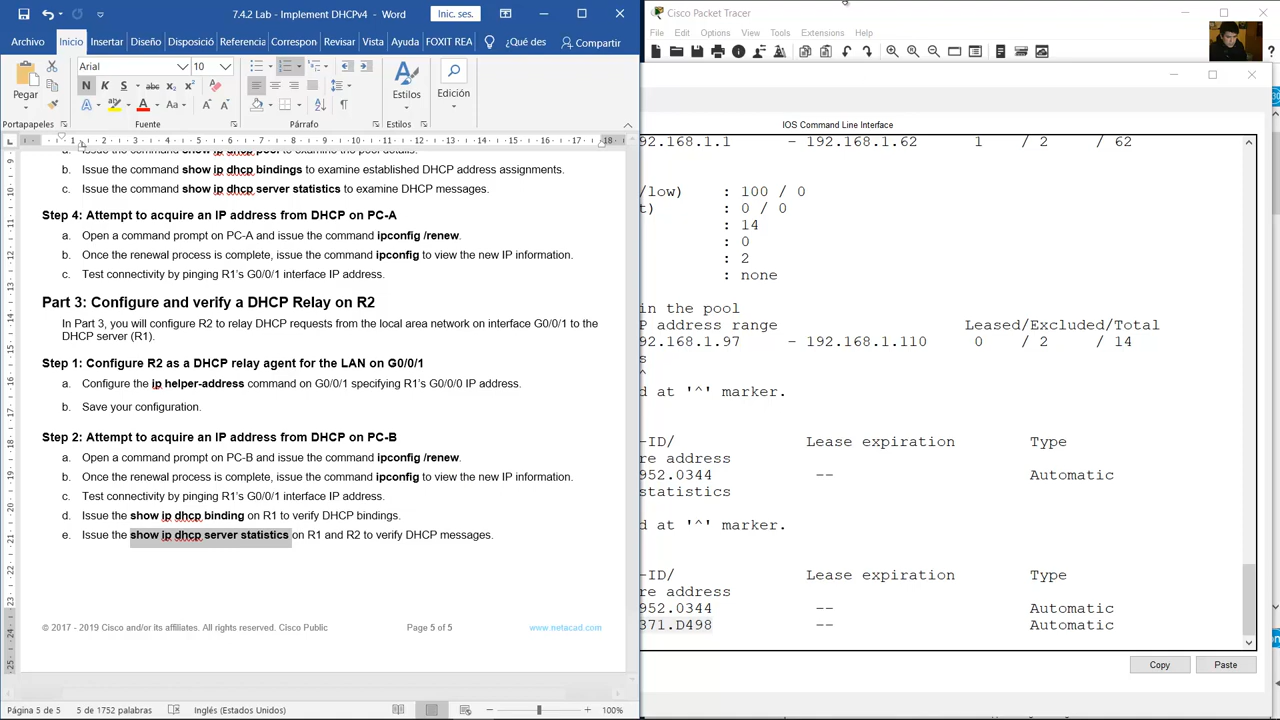 7.4.2 Lab - Implement DHCPv4 - Word
Inic. ses.
Archivo Inicio Insertar Diseño Disposició Referencia Correspon Revisar Vista Ayuda FOXIT REA ¿Qué des Compartir
Arial 10
Pegar
N K S abc
Aa
Estilos
Edición
Portapapeles Fuente Párrafo Estilos
b. Issue the command show ip dhcp bindings to examine established DHCP address assignments.
c. Issue the command show ip dhcp server statistics to examine DHCP messages.
Step 4: Attempt to acquire an IP address from DHCP on PC-A
a. Open a command prompt on PC-A and issue the command ipconfig /renew.
b. Once the renewal process is complete, issue the command ipconfig to view the new IP information.
c. Test connectivity by pinging R1's G0/0/1 interface IP address.
Part 3: Configure and verify a DHCP Relay on R2
In Part 3, you will configure R2 to relay DHCP requests from the local area network on interface G0/0/1 to the
DHCP server (R1).
Step 1: Configure R2 as a DHCP relay agent for the LAN on G0/0/1
a. Configure the ip helper-address command on G0/0/1 specifying R1's G0/0/0 IP address.
b. Save your configuration.
Step 2: Attempt to acquire an IP address from DHCP on PC-B
a. Open a command prompt on PC-B and issue the command ipconfig /renew.
b. Once the renewal process is complete, issue the command ipconfig to view the new IP information.
c. Test connectivity by pinging R1's G0/0/1 interface IP address.
d. Issue the show ip dhcp binding on R1 to verify DHCP bindings.
e. Issue the show ip dhcp server statistics on R1 and R2 to verify DHCP messages.
© 2017 - 2019 Cisco and/or its affiliates. All rights reserved. Cisco Public Page 5 of 5 www.netacad.com
Página 5 de 5 5 de 1752 palabras Inglés (Estados Unidos) 100%
Cisco Packet Tracer
File Edit Options View Tools Extensions Help
IOS Command Line Interface
92.168.1.1 - 192.168.1.62 1 / 2 / 62
/low) : 100 / 0
t) : 0 / 0
: 14
: 0
: 2
: none
in the pool
P address range Leased/Excluded/Total
92.168.1.97 - 192.168.1.110 0 / 2 / 14
s
^
d at '^' marker.
-ID/ Lease expiration Type
re address
952.0344 -- Automatic
statistics
d at '^' marker.
-ID/ Lease expiration Type
re address
952.0344 -- Automatic
371.D498 -- Automatic
Copy Paste